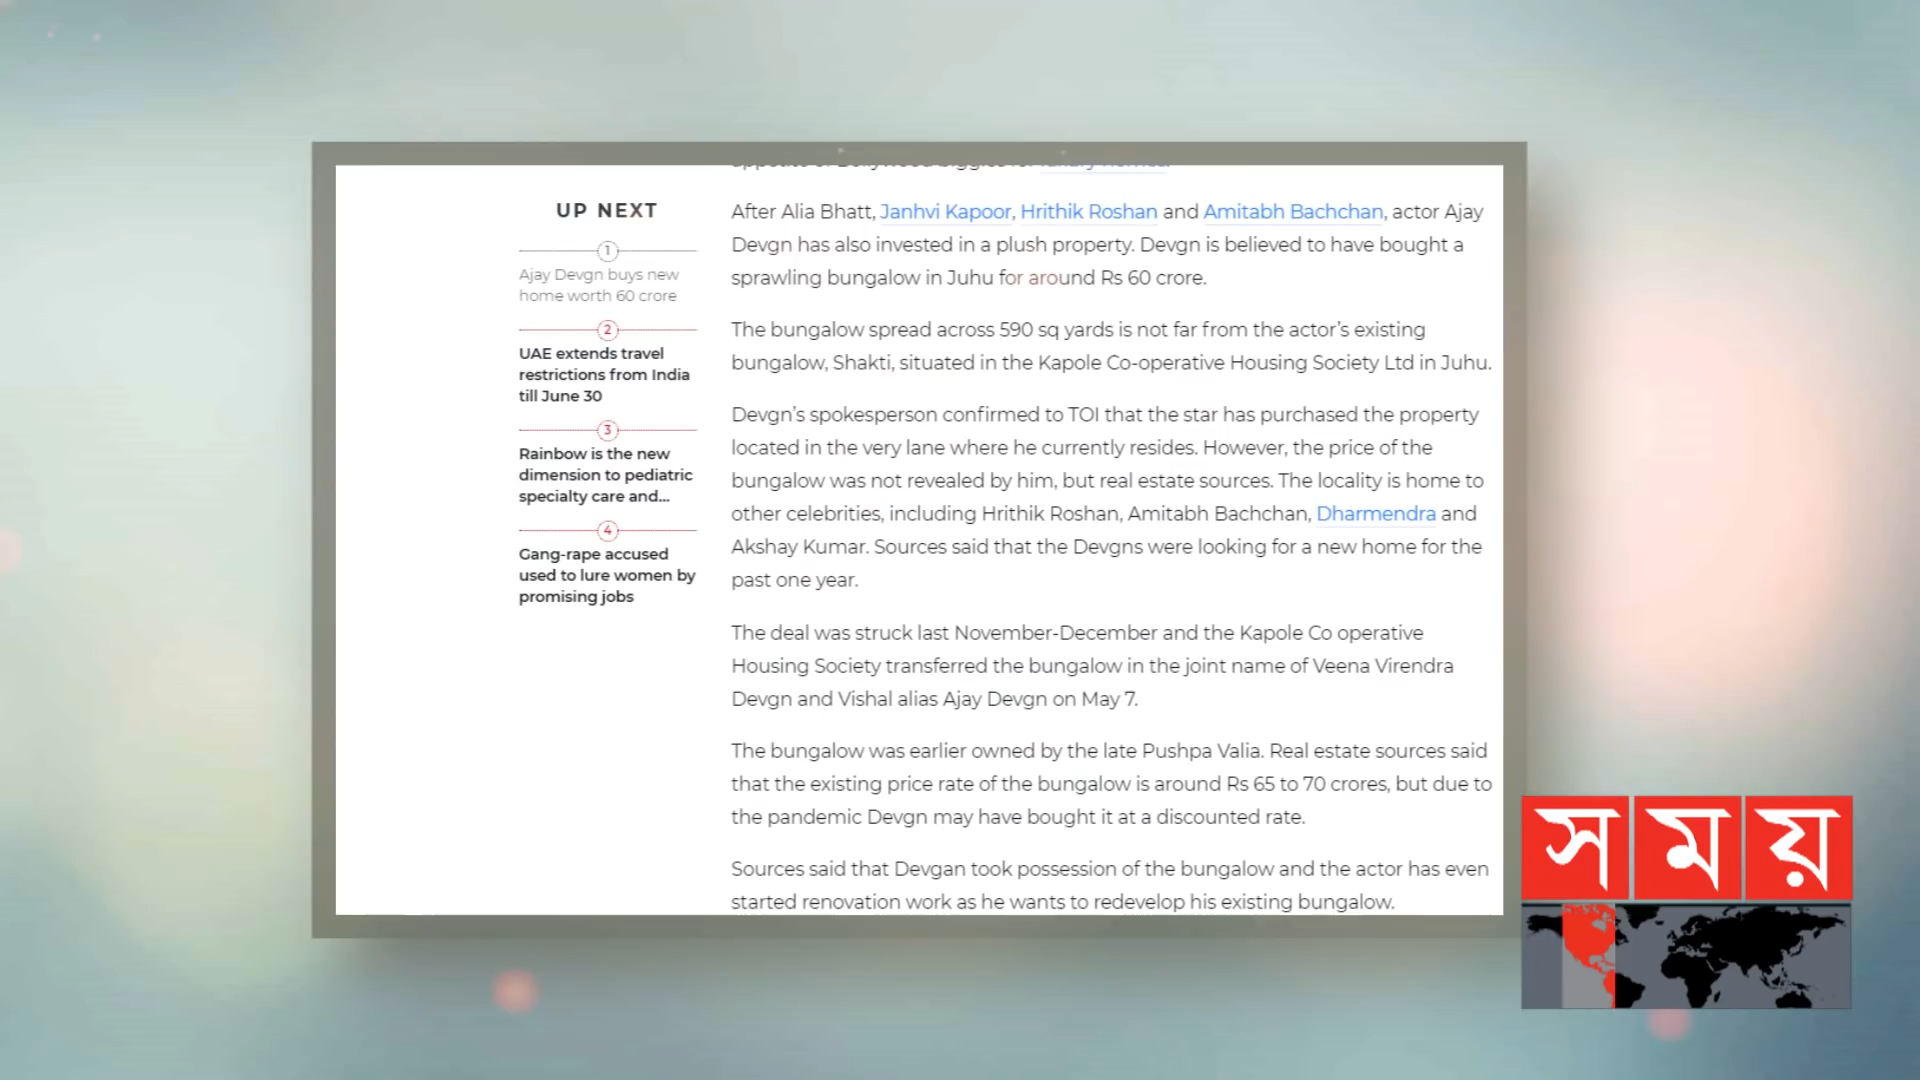 UP NEXT
1
Ajay Devgn buys new
home worth 60 crore
2
UAE extends travel
restrictions from India
till June 30
3
Rainbow is the new
dimension to pediatric
specialty care and...
4
Gang-rape accused
used to lure women by
promising jobs
After Alia Bhatt, Janhvi Kapoor, Hrithik Roshan and Amitabh Bachchan, actor Ajay
Devgn has also invested in a plush property. Devgn is believed to have bought a
sprawling bungalow in Juhu for around Rs 60 crore.
The bungalow spread across 590 sq yards is not far from the actor’s existing
bungalow, Shakti, situated in the Kapole Co-operative Housing Society Ltd in Juhu.
Devgn’s spokesperson confirmed to TOI that the star has purchased the property
located in the very lane where he currently resides. However, the price of the
bungalow was not revealed by him, but real estate sources. The locality is home to
other celebrities, including Hrithik Roshan, Amitabh Bachchan, Dharmendra and
Akshay Kumar. Sources said that the Devgns were looking for a new home for the
past one year.
The deal was struck last November-December and the Kapole Co operative
Housing Society transferred the bungalow in the joint name of Veena Virendra
Devgn and Vishal alias Ajay Devgn on May 7.
The bungalow was earlier owned by the late Pushpa Valia. Real estate sources said
that the existing price rate of the bungalow is around Rs 65 to 70 crores, but due to
the pandemic Devgn may have bought it at a discounted rate.
Sources said that Devgan took possession of the bungalow and the actor has even
started renovation work as he wants to redevelop his existing bungalow.
সময়